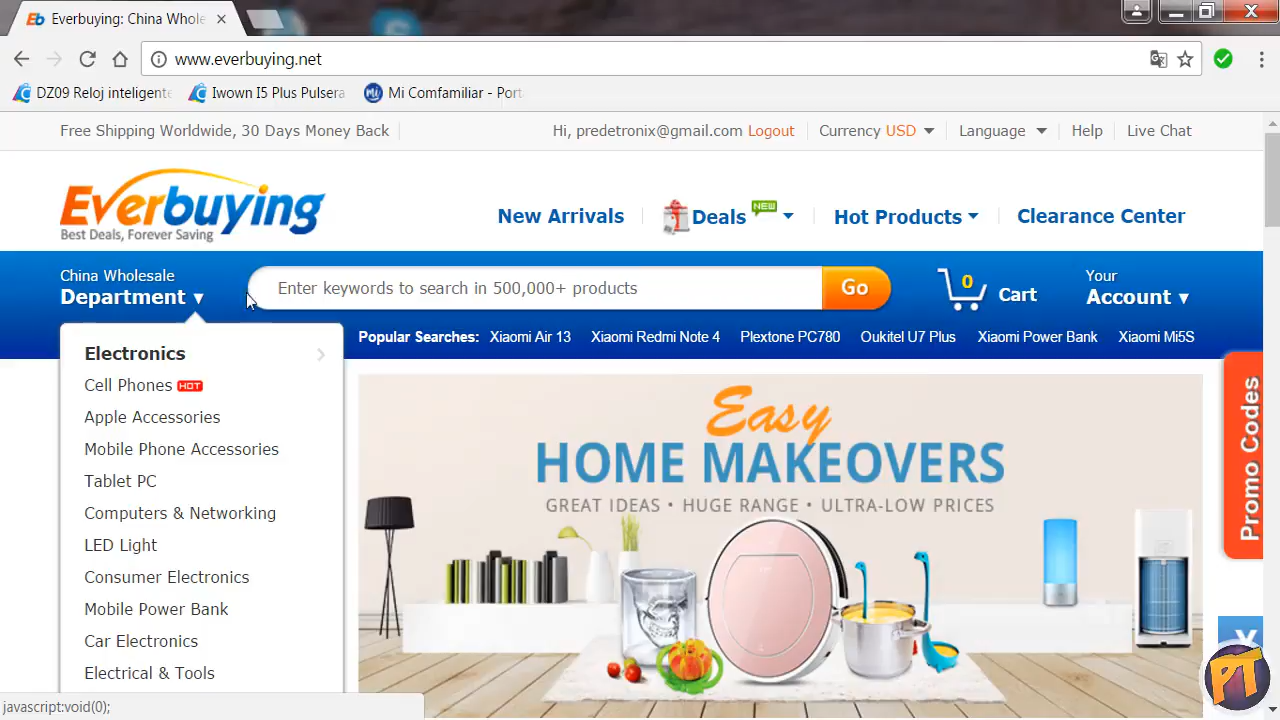 Everbuying: China Whole
www.everbuying.net
DZ09 Reloj inteligent
Iwown I5 Plus Pulsera
Mi Comfamiliar - Port
Free Shipping Worldwide, 30 Days Money Back
Hi, predetronix@gmail.com Logout
Currency USD
Language
Help
Live Chat
Everbuying
Best Deals, Forever Saving
New Arrivals
Deals
NEW
Hot Products
Clearance Center
China Wholesale
Department
Enter keywords to search in 500,000+ products
Go
0
Cart
Your
Account
Popular Searches: Xiaomi Air 13 Xiaomi Redmi Note 4 Plextone PC780 Oukitel U7 Plus Xiaomi Power Bank Xiaomi Mi5S
Electronics
Cell Phones HOT
Apple Accessories
Mobile Phone Accessories
Tablet PC
Computers & Networking
LED Light
Consumer Electronics
Mobile Power Bank
Car Electronics
Electrical & Tools
Easy
HOME MAKEOVERS
GREAT IDEAS • HUGE RANGE • ULTRA-LOW PRICES
Promo Codes
X
PT
javascript:void(0);